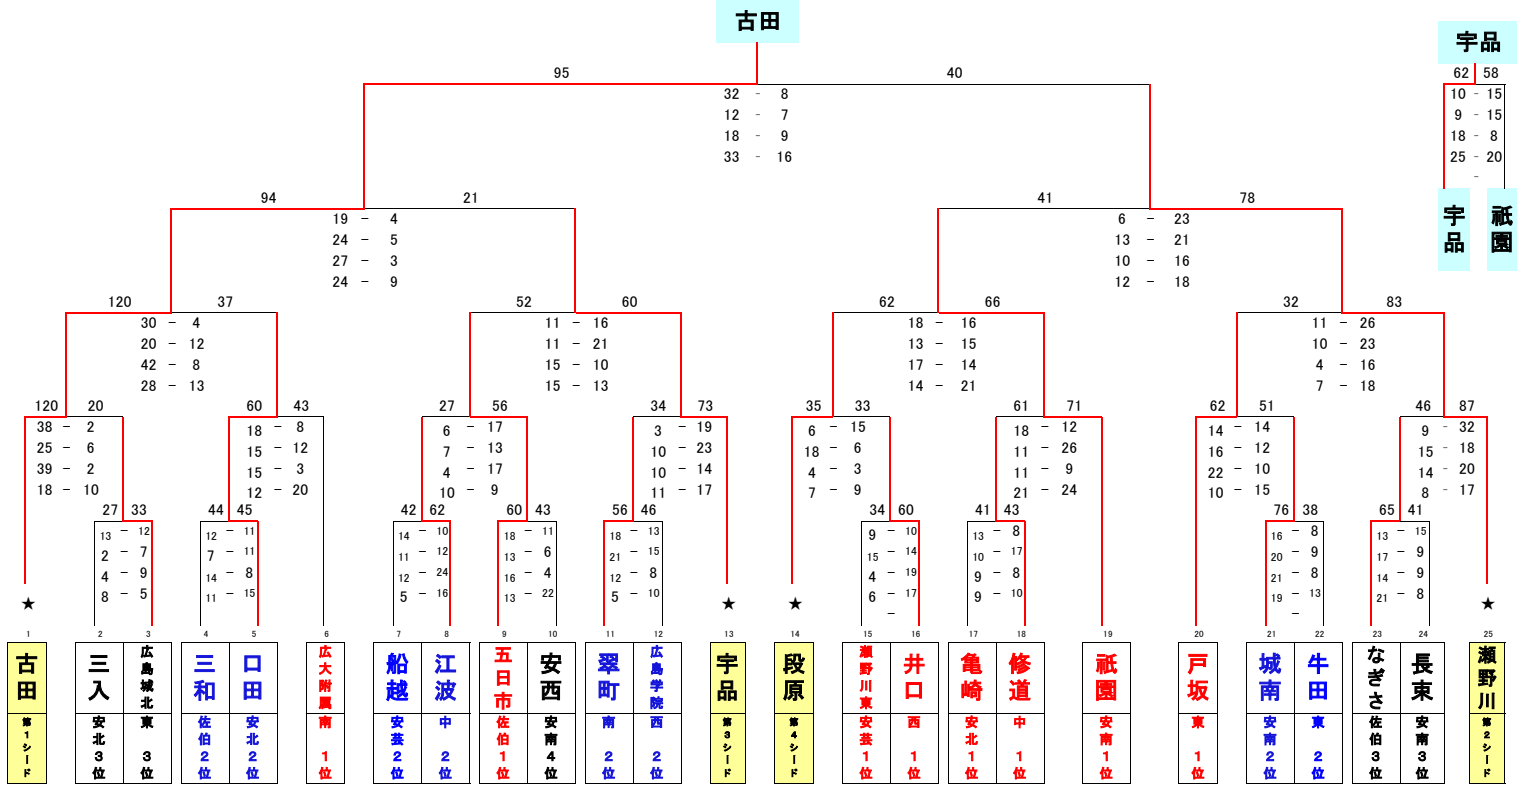 古田
宇品
95 40
62 58
32 - 8
12 - 7
18 - 9
33 - 16
10 - 15
9 - 15
18 - 8
25 - 20
-
宇品
祇園
94 21
41 78
19 - 4
24 - 5
27 - 3
24 - 9
6 - 23
13 - 21
10 - 16
12 - 18
120 37
52 60
62 66
32 83
30 - 4
20 - 12
42 - 8
28 - 13
11 - 16
11 - 21
15 - 10
15 - 13
18 - 16
13 - 15
17 - 14
14 - 21
11 - 26
10 - 23
4 - 16
7 - 18
120 20
60 43
27 56
34 73
35 33
61 71
62 51
46 87
38 - 2
25 - 6
39 - 2
18 - 10
18 - 8
15 - 12
15 - 3
12 - 20
6 - 17
7 - 13
4 - 17
10 - 9
3 - 19
10 - 23
10 - 14
11 - 17
6 - 15
18 - 6
4 - 3
7 - 9
18 - 12
11 - 26
11 - 9
21 - 24
14 - 14
16 - 12
22 - 10
10 - 15
9 - 32
15 - 18
14 - 20
8 - 17
27 33
44 45
42 62
60 43
56 46
34 60
41 43
76 38
65 41
13 - 12
2 - 7
4 - 9
8 - 5
12 - 11
7 - 11
14 - 8
11 - 15
14 - 10
11 - 12
12 - 24
5 - 16
18 - 11
13 - 6
16 - 4
13 - 22
18 - 13
21 - 15
12 - 8
5 - 10
9 - 10
15 - 14
4 - 19
6 - 17
-
13 - 8
10 - 17
9 - 8
9 - 10
16 - 8
20 - 9
21 - 8
19 - 13
-
13 - 15
17 - 9
14 - 9
21 - 8
★ ★ ★ ★
1 2 3 4 5 6 7 8 9 10 11 12 13 14 15 16 17 18 19 20 21 22 23 24 25
古田
第1シード
三入
安北3位
広島城北
東 3位
三和
佐伯2位
口田
安北2位
広大附属
南 1位
船越
安芸2位
江波
中 2位
五日市
佐伯1位
安西
安南4位
翠町
南 2位
広島学院
西 2位
宇品
第3シード
段原
第4シード
瀬野川東
安芸1位
井口
西 1位
亀崎
安北1位
修道
中 1位
祇園
安南1位
戸坂
東 1位
城南
安南2位
牛田
東 2位
なぎさ
佐伯3位
長束
安南3位
瀬野川
第2シード